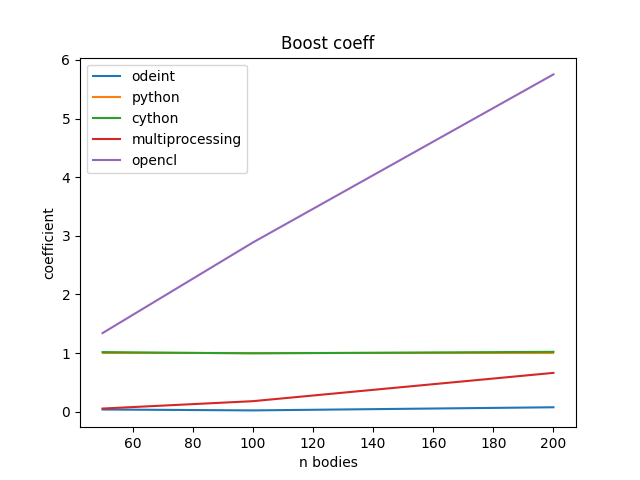 Boost coeff
odeint
python
cython
multiprocessing
opencl
6
5
4
3
2
1
0
coefficient
60 80 100 120 140 160 180 200
n bodies